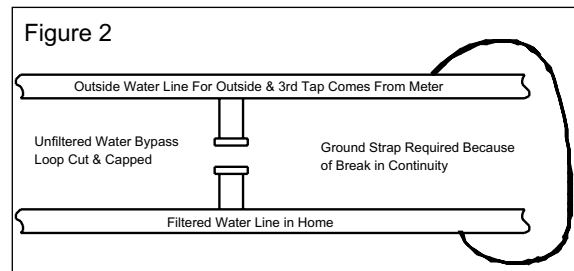 Figure 2
Outside Water Line For Outside & 3rd Tap Comes From Meter
Unfiltered Water Bypass
Loop Cut & Capped
Ground Strap Required Because
of Break in Continuity
Filtered Water Line in Home